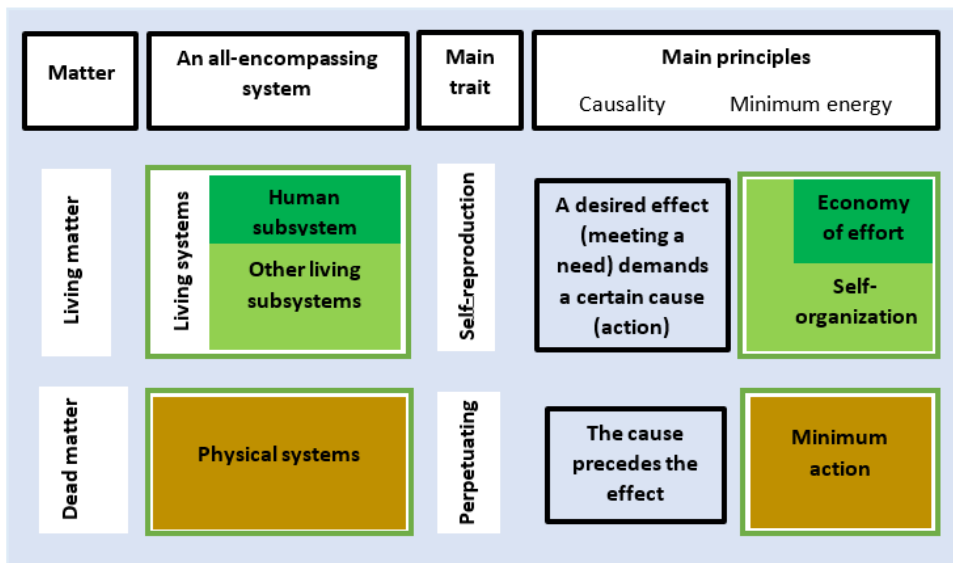 Matter
An all-encompassing
system
Main
trait
Main principles
Causality
Minimum energy
Living matter
Living systems
Human
subsystem
Other living
subsystems
Self-reproduction
A desired effect
(meeting a
need) demands
a certain cause
(action)
Economy
of effort
Self-
organization
Dead matter
Physical systems
Perpetuating
The cause
precedes the
effect
Minimum
action